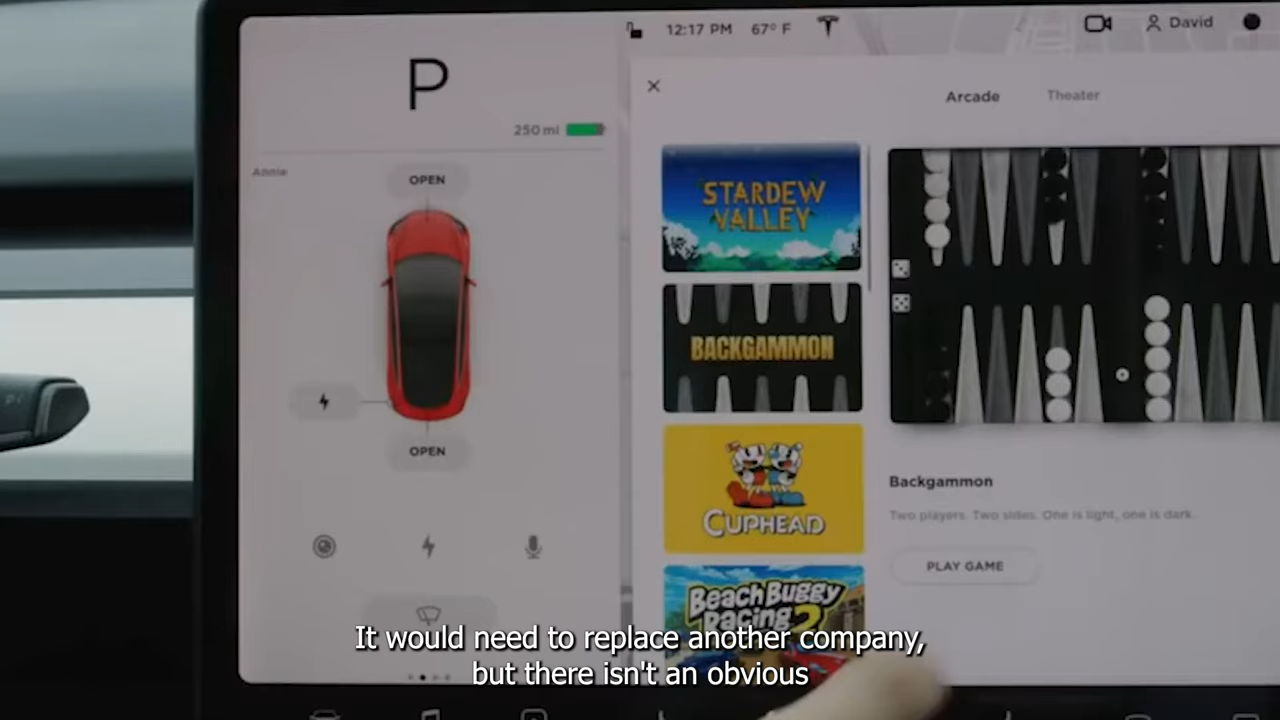 12:17 PM 67° F David
P
250 mi
Annie
OPEN
OPEN
Arcade Theater
STARDEW
VALLEY
BACKGAMMON
CUPHEAD
Beach Buggy
Racing 2
Backgammon
Two players. Two sides. One is light, one is dark.
PLAY GAME
It would need to replace another company,
but there isn't an obvious